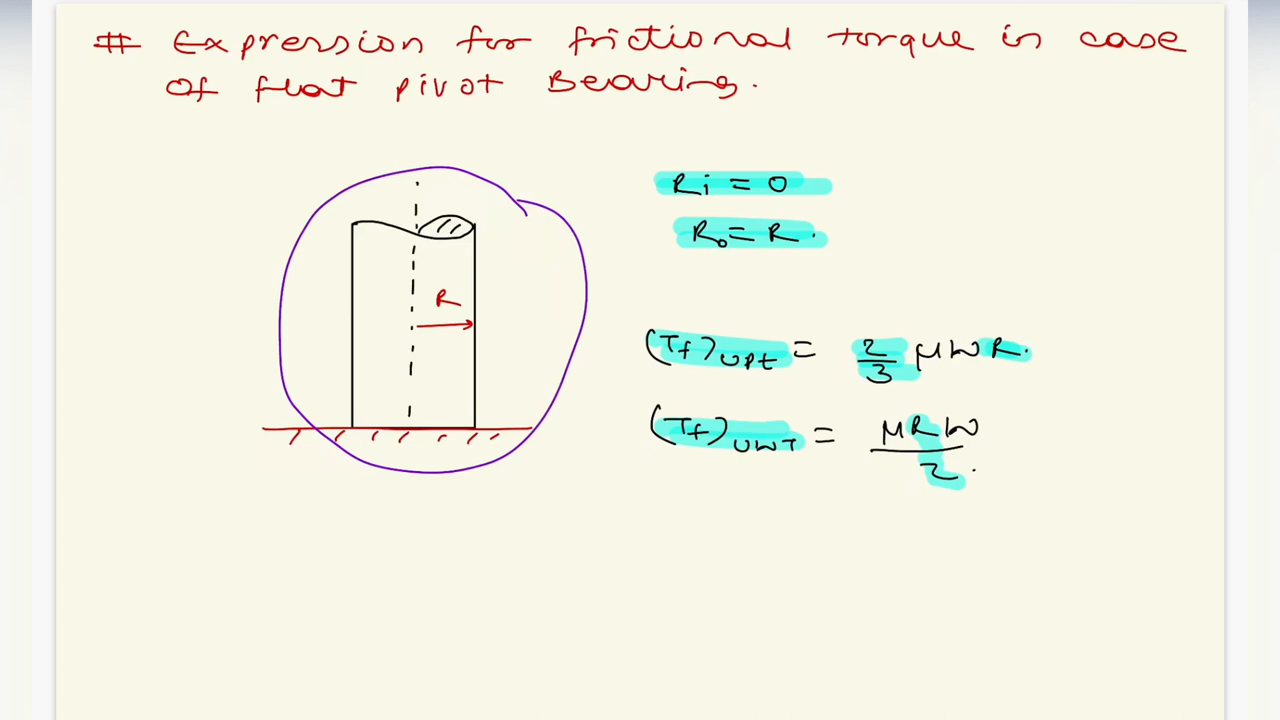 # Expression for frictional torque in case
of flat pivot Bearing.
Ri = 0
Ro = R.
R
(Tf)UPT = 2/3 μWR.
(Tf)UWT = μRW/2.